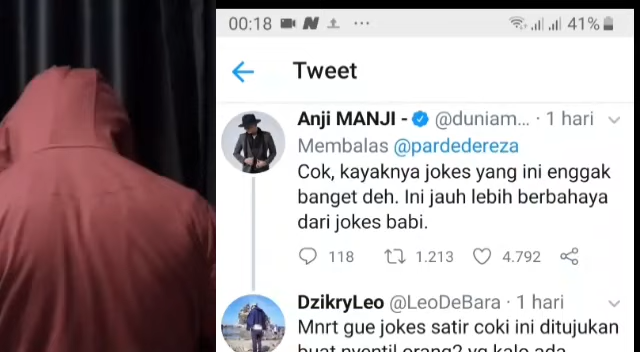 00:18 41%
Tweet
Anji MANJI - @duniam... · 1 hari
Membalas @pardedereza
Cok, kayaknya jokes yang ini enggak
banget deh. Ini jauh lebih berbahaya
dari jokes babi.
118 1.213 4.792
DzikryLeo @LeoDeBara · 1 hari
Mnrt gue jokes satir coki ini ditujukan
buat nyentil orang2 yg kalo ada